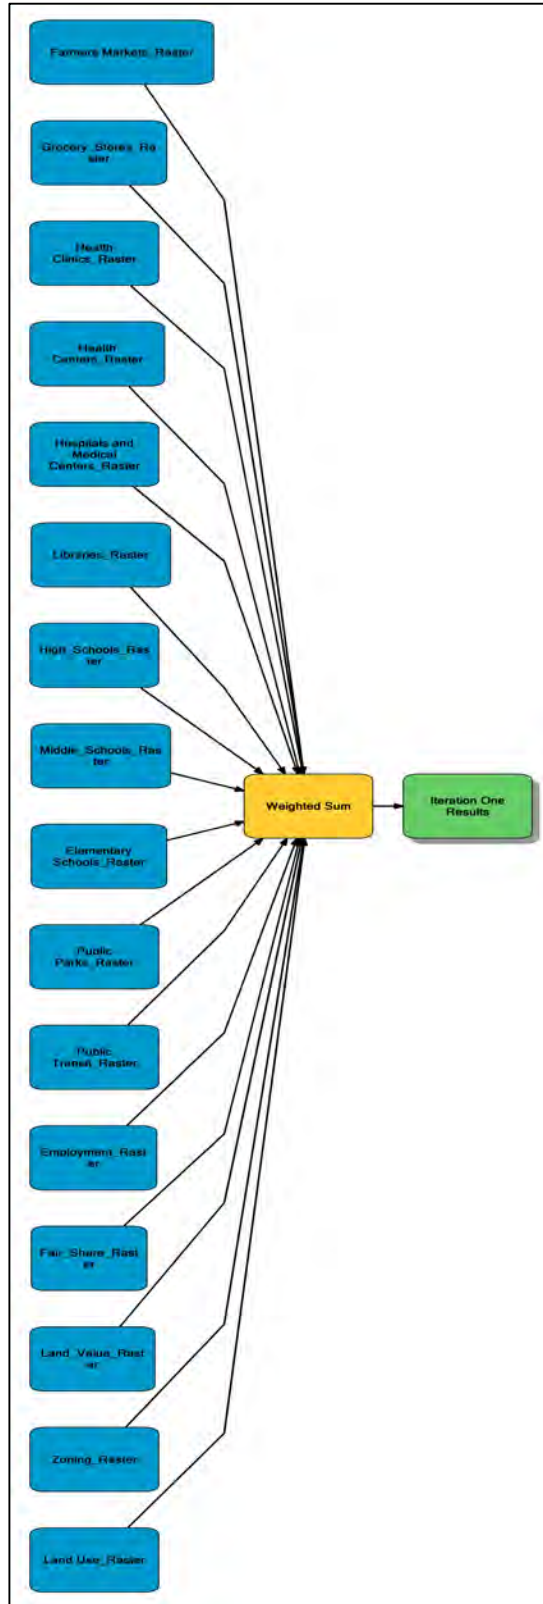 Farmers Markets_Raster
Grocery_Stores_Ra
ster
Health
Clinics_Raster
Health
Centers_Raster
Hospitals and
Medical
Centers_Raster
Libraries_Raster
High_Schools_Ras
ter
Middle_Schools_Ras
ter
Weighted Sum
Iteration One
Results
Elementary
Schools_Raster
Public
Parks_Raster
Public
Transit_Raster
Employment_Rast
er
Fair_Share_Rast
er
Land_Value_Rast
er
Zoning_Raster
Land Use_Raster